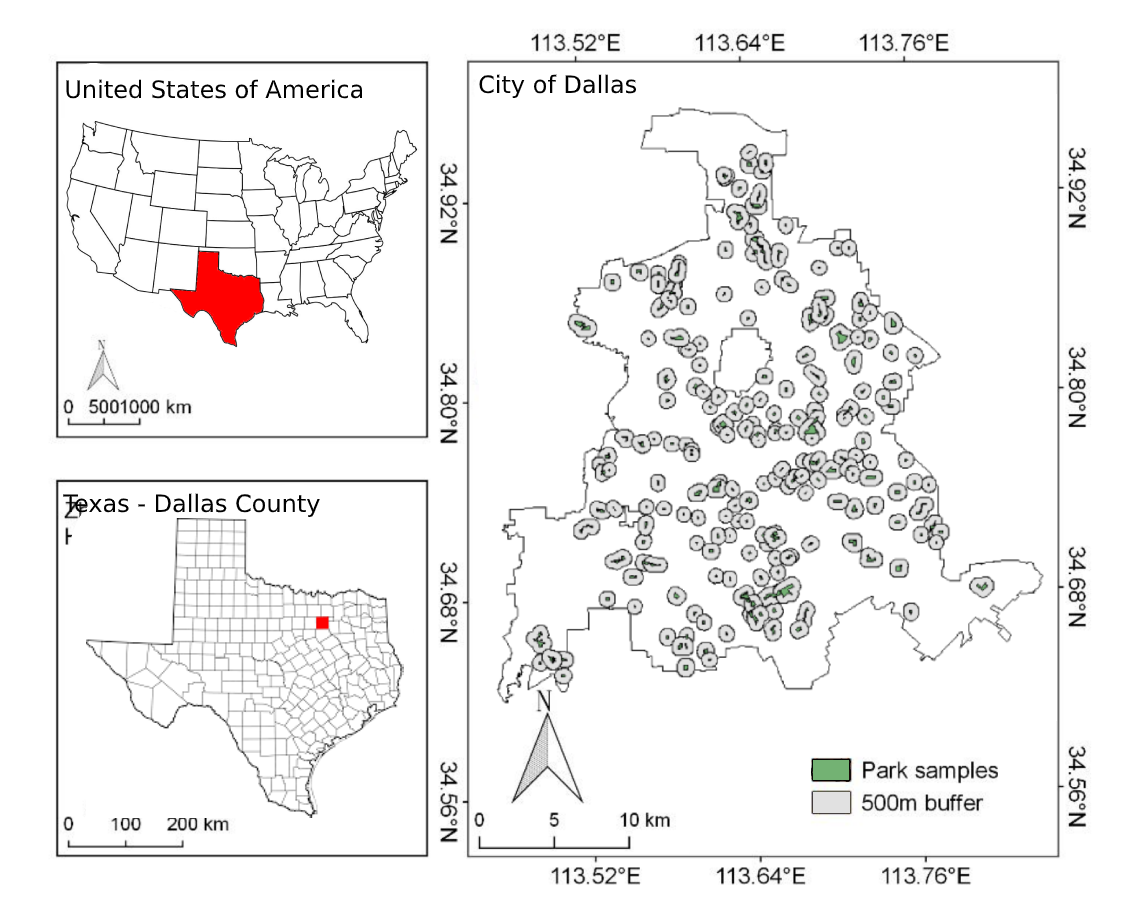 113.52°E 113.64°E 113.76°E
United States of America
N
0 5001000 km
34.92°N
34.80°N
34.68°N
34.56°N
Texas - Dallas County
0 100 200 km
City of Dallas
N
Park samples
500m buffer
0 5 10 km
34.92°N
34.80°N
34.68°N
34.56°N
113.52°E 113.64°E 113.76°E